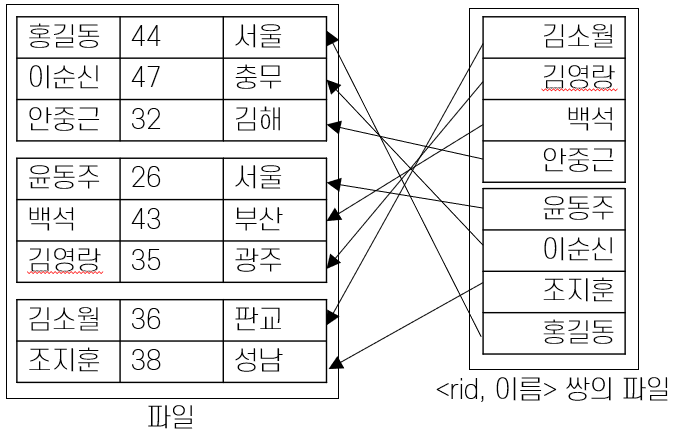 홍길동 44 서울
이순신 47 충무
안중근 32 김해
윤동주 26 서울
백석 43 부산
김영랑 35 광주
김소월 36 판교
조지훈 38 성남
파일
김소월
김영랑
백석
안중근
윤동주
이순신
조지훈
홍길동
<rid, 이름> 쌍의 파일